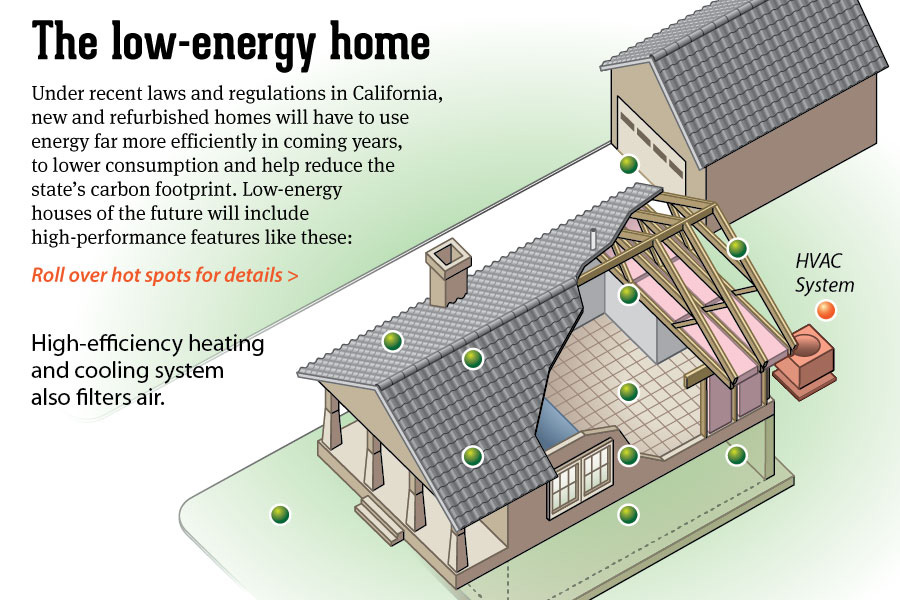 The low-energy home
Under recent laws and regulations in California,
new and refurbished homes will have to use
energy far more efficiently in coming years,
to lower consumption and help reduce the
state's carbon footprint. Low-energy
houses of the future will include
high-performance features like these:
Roll over hot spots for details >
HVAC
System
High-efficiency heating
and cooling system
also filters air.